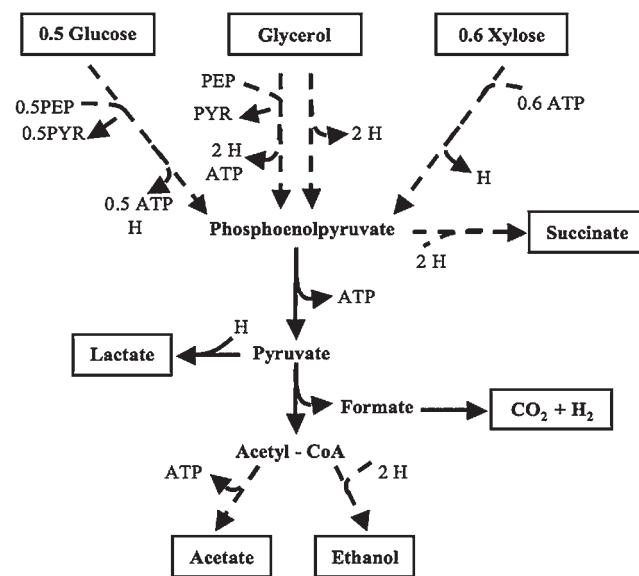 0.5 Glucose
Glycerol
0.6 Xylose
0.5PEP
0.5PYR
PEP
PYR
2 H
ATP
2 H
0.6 ATP
H
0.5 ATP
H
Phosphoenolpyruvate
2 H
Succinate
ATP
H
Lactate
Pyruvate
Formate
CO₂ + H₂
Acetyl - CoA
ATP
2 H
Acetate
Ethanol